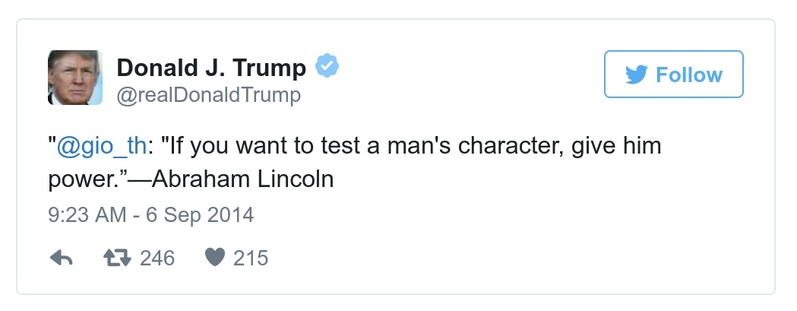 Donald J. Trump
@realDonaldTrump
Follow
"@gio_th: "If you want to test a man's character, give him
power.”—Abraham Lincoln
9:23 AM - 6 Sep 2014
246 215